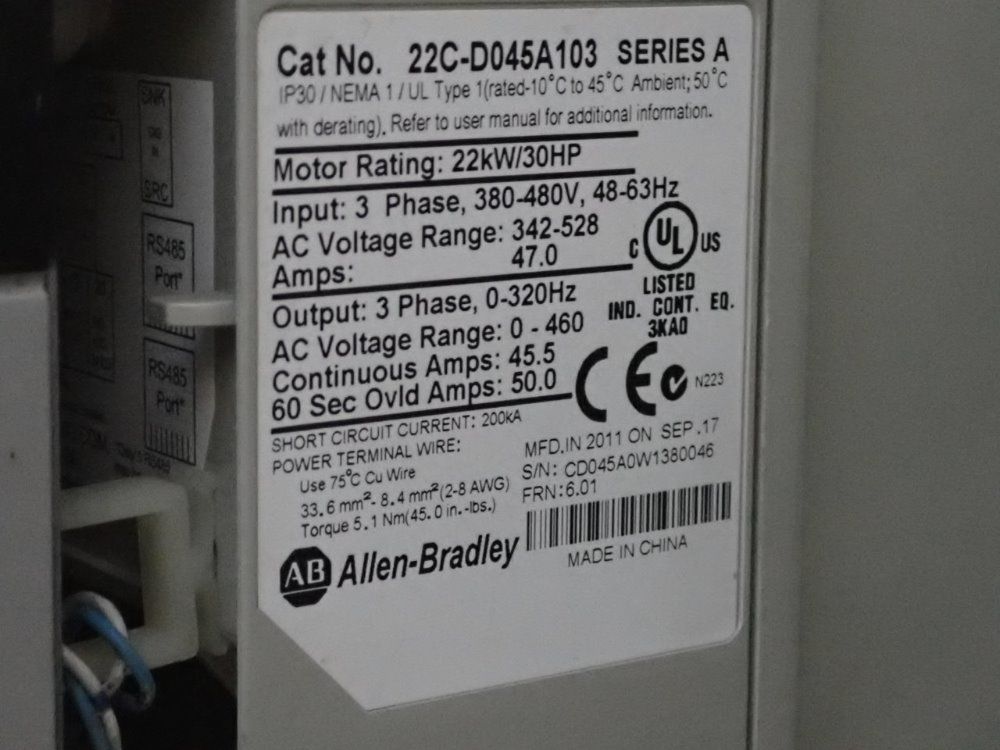 Cat No. 22C-D045A103 SERIES A
IP30 / NEMA 1 / UL Type 1(rated-10°C to 45°C Ambient; 50°C
with derating). Refer to user manual for additional information.
Motor Rating: 22kW/30HP
Input: 3 Phase, 380-480V, 48-63Hz
AC Voltage Range: 342-528
Amps: 47.0
C UL US
LISTED
IND. CONT. EQ.
3KA0
Output: 3 Phase, 0-320Hz
AC Voltage Range: 0 - 460
Continuous Amps: 45.5
60 Sec Ovld Amps: 50.0
CE
N223
SHORT CIRCUIT CURRENT: 200kA
POWER TERMINAL WIRE:
Use 75°C Cu Wire
33.6 mm²- 8.4 mm²(2-8 AWG)
Torque 5.1 Nm(45.0 in.-lbs.)
MFD.IN 2011 ON SEP.17
S/N: CD045A0W1380046
FRN:6.01
MADE IN CHINA
AB Allen-Bradley
SNK
SRC
RS485
Port*
RS485
Port*